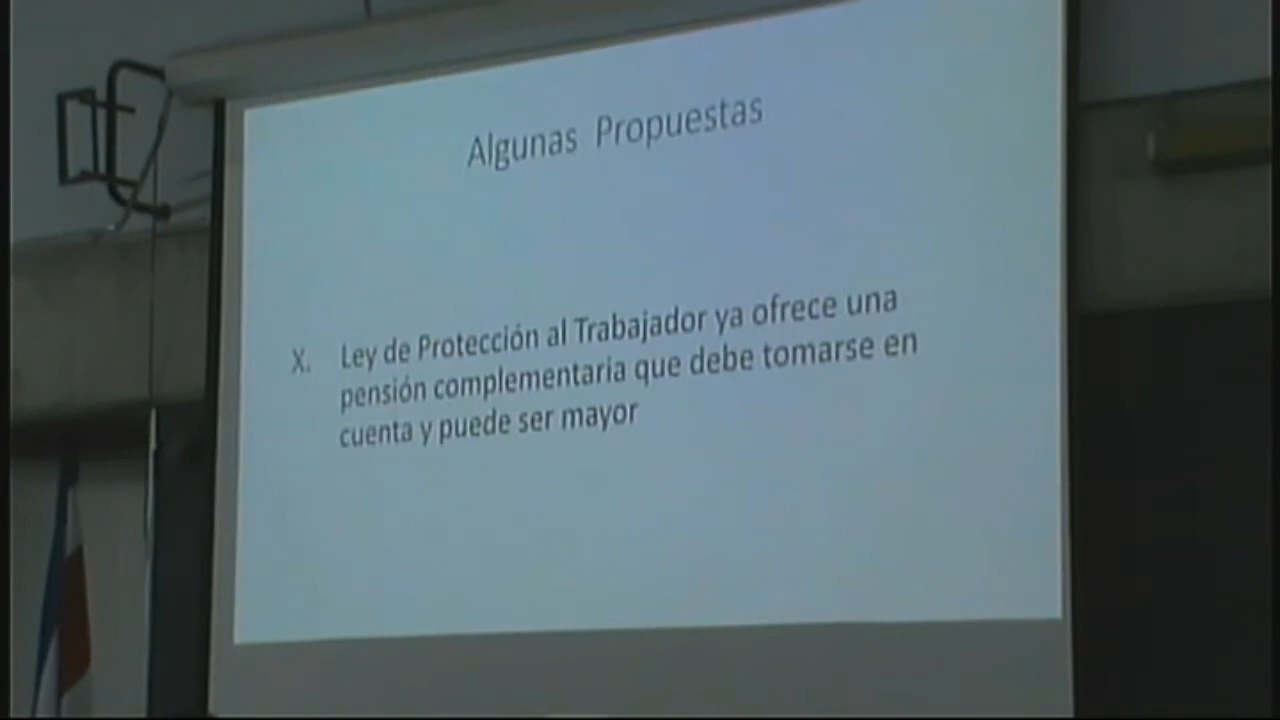 Algunas Propuestas
X. Ley de Protección al Trabajador ya ofrece una
pensión complementaria que debe tomarse en
cuenta y puede ser mayor